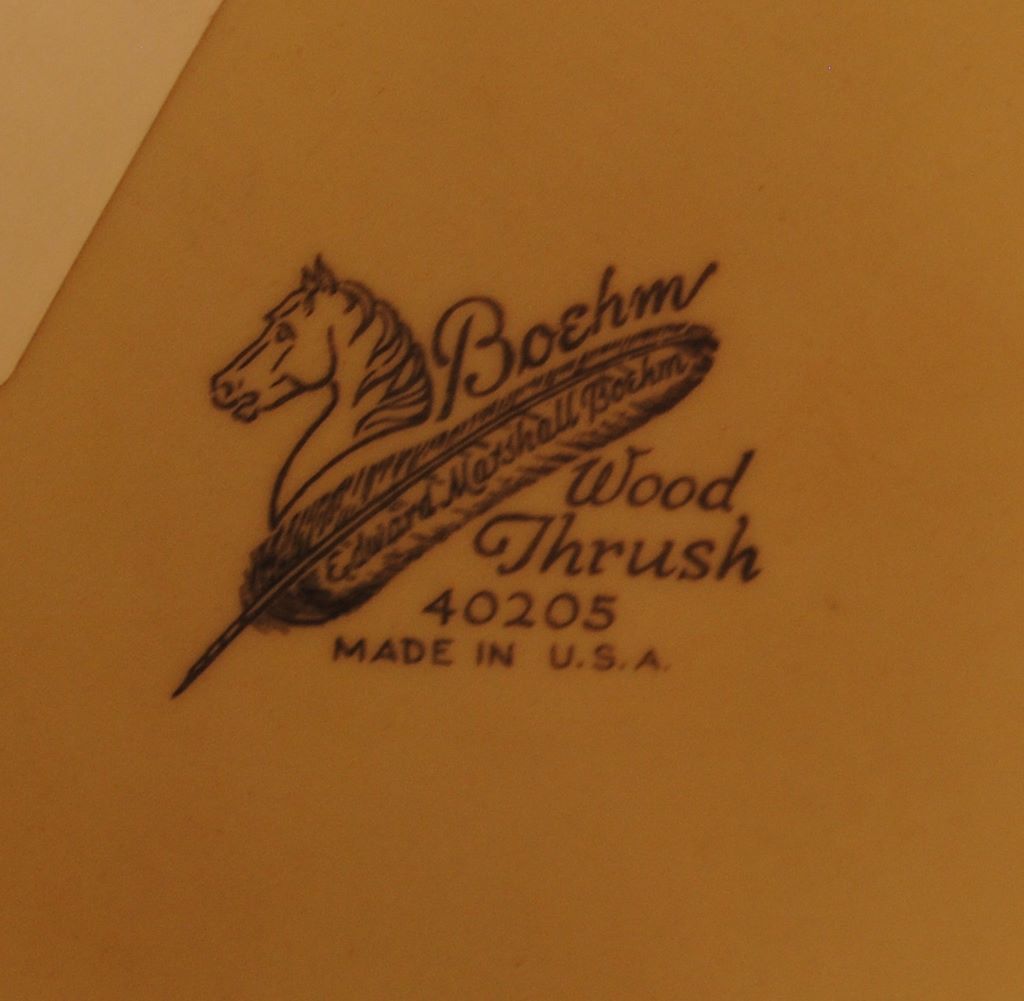 Boehm
Edward Marshall Boehm
Wood
Thrush
40205
MADE IN U.S.A.